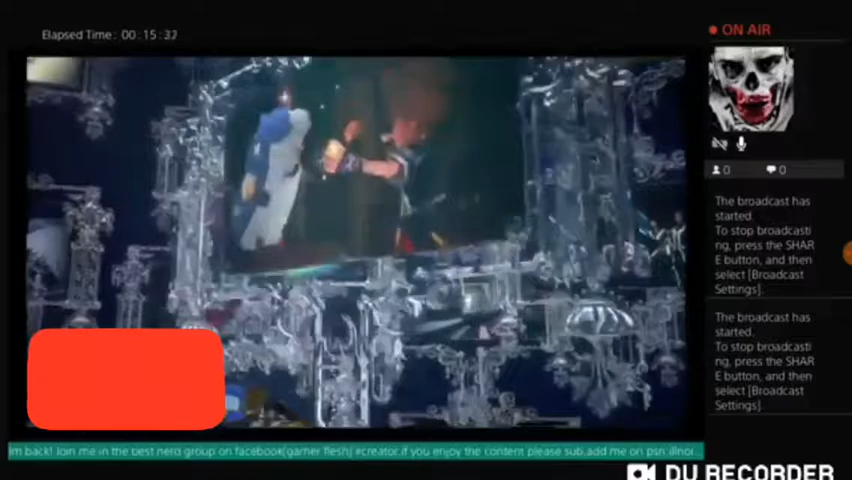 Elapsed Time: 00:15:32
ON AIR
0
0
The broadcast has
started.
To stop broadcasti
ng, press the SHAR
E button, and then
select [Broadcast
Settings].
The broadcast has
started.
To stop broadcasti
ng, press the SHAR
E button, and then
select [Broadcast
Settings].
Im back! Join me in the best nerd group on facebook(gamer flesh) #creator.if you enjoy the content please sub,add me on psn
DU RECORDER